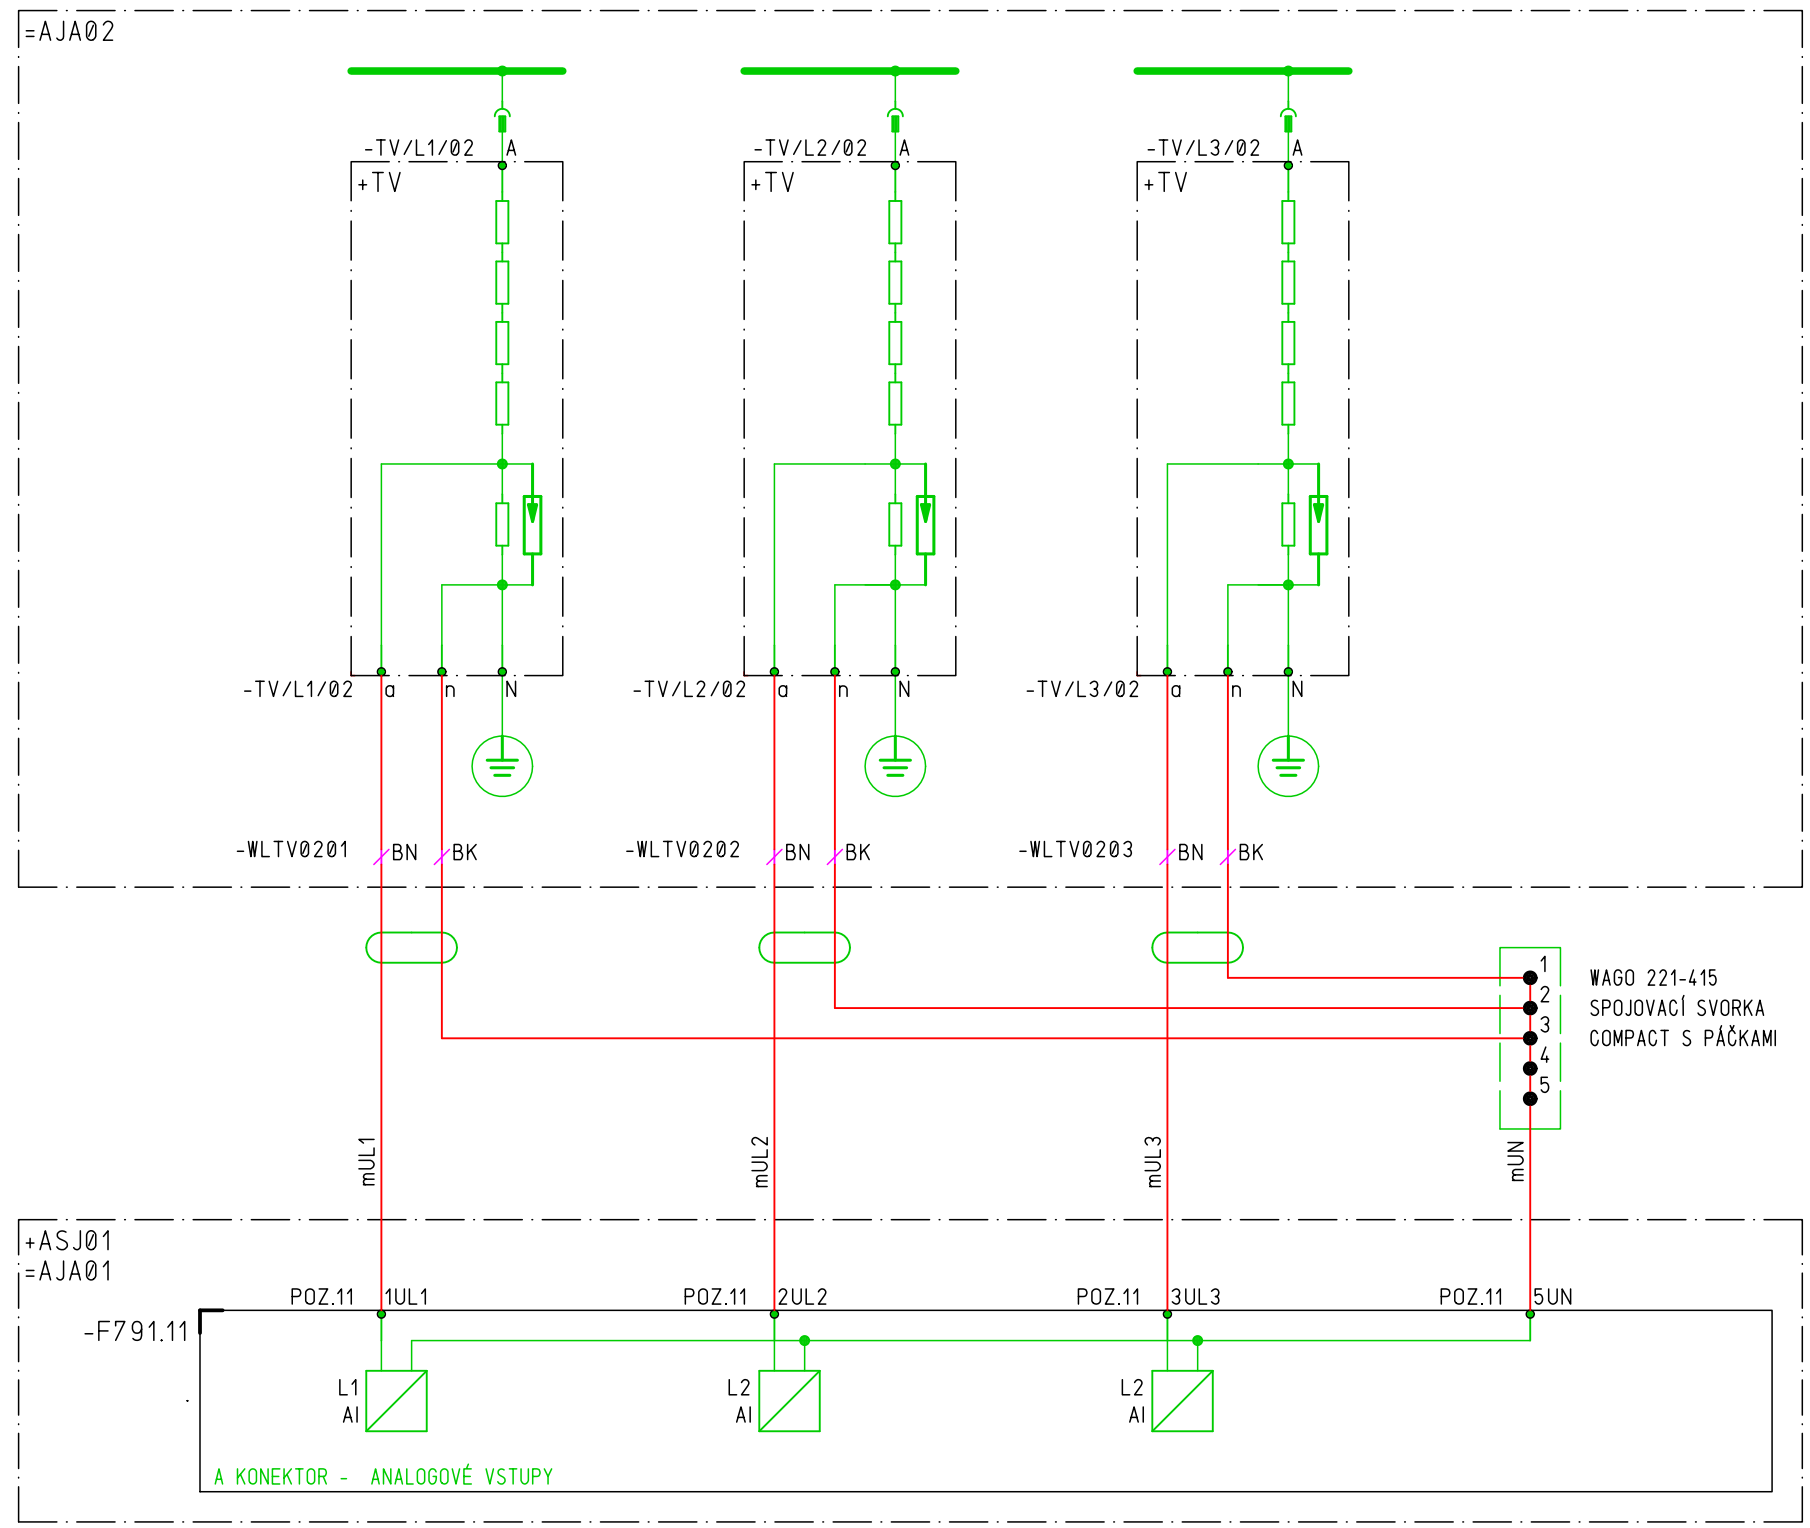 =AJA02
-TV/L1/02 A
-TV/L2/02 A
-TV/L3/02 A
+TV
+TV
+TV
-TV/L1/02 a n N
-TV/L2/02 a n N
-TV/L3/02 a n N
-WLTV0201 BN BK
-WLTV0202 BN BK
-WLTV0203 BN BK
1
2
3
4
5
WAGO 221-415
SPOJOVACÍ SVORKA
COMPACT S PÁČKAMI
mUL1
mUL2
mUL3
mUN
+ASJ01
=AJA01
POZ.11 1UL1
POZ.11 2UL2
POZ.11 3UL3
POZ.11 5UN
-F791.11
L1
AI
L2
AI
L2
AI
A KONEKTOR - ANALOGOVÉ VSTUPY